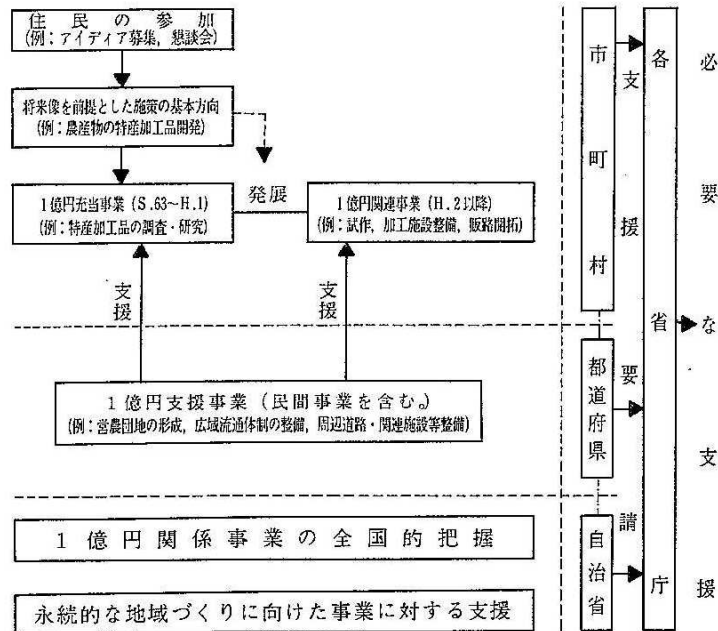 住民の参加
(例：アイディア募集，懇談会)
将来像を前提とした施策の基本方向
(例：農産物の特産加工品開発)
1億円充当事業（S.63～H.1）
(例：特産加工品の調査・研究)
発展
1億円関連事業（H.2以降）
(例：試作，加工施設整備，販路開拓)
支援
支援
1億円支援事業（民間事業を含む。）
(例：営農団地の形成，広域流通体制の整備，周辺道路・関連施設等整備)
1億円関係事業の全国的把握
永続的な地域づくりに向けた事業に対する支援
市町村
都道府県
自治省
支援要請
各省庁
必要な支援